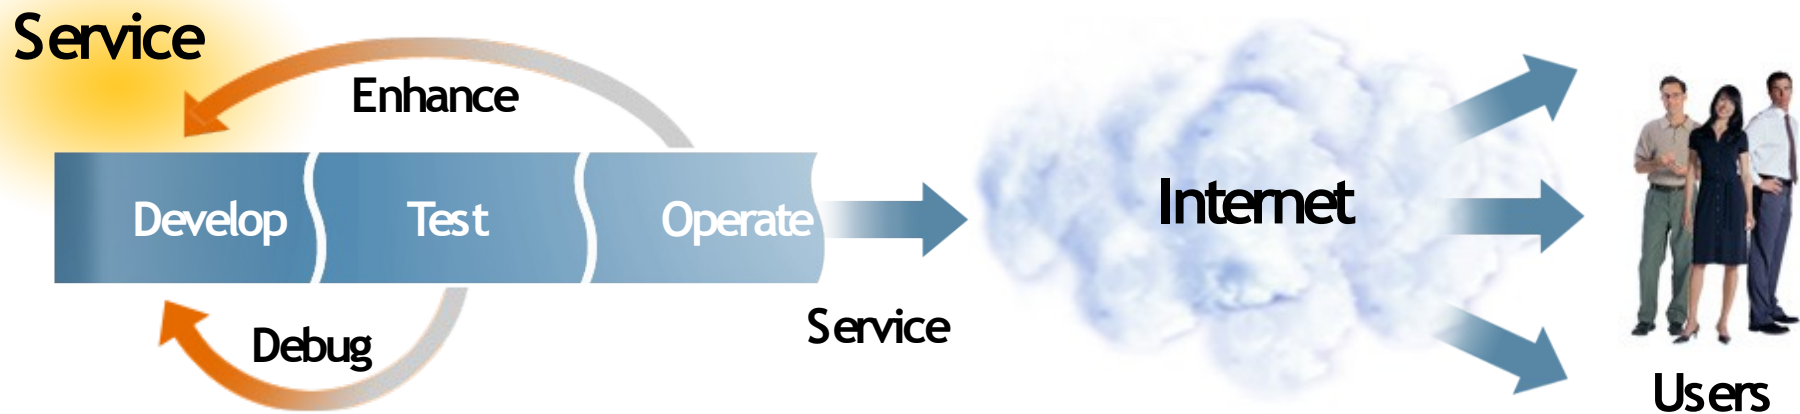 Service
Enhance
Develop
Test
Operate
Internet
Debug
Service
Users